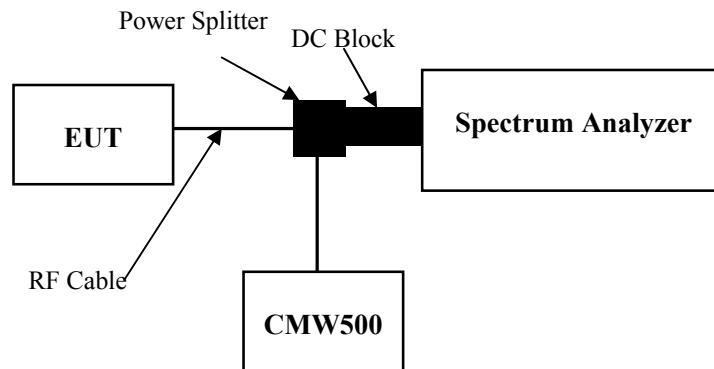 Power Splitter
DC Block
EUT
Spectrum Analyzer
RF Cable
CMW500